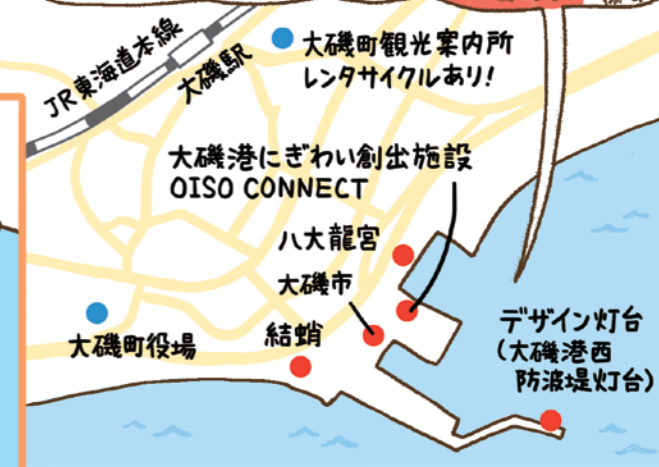 JR東海道本線
大磯駅
大磯町観光案内所
レンタサイクルあり!
大磯港にぎわい創出施設
OISO CONNECT
八大龍宮
大磯市
結蛸
大磯町役場
デザイン灯台
(大磯港西
防波堤灯台)